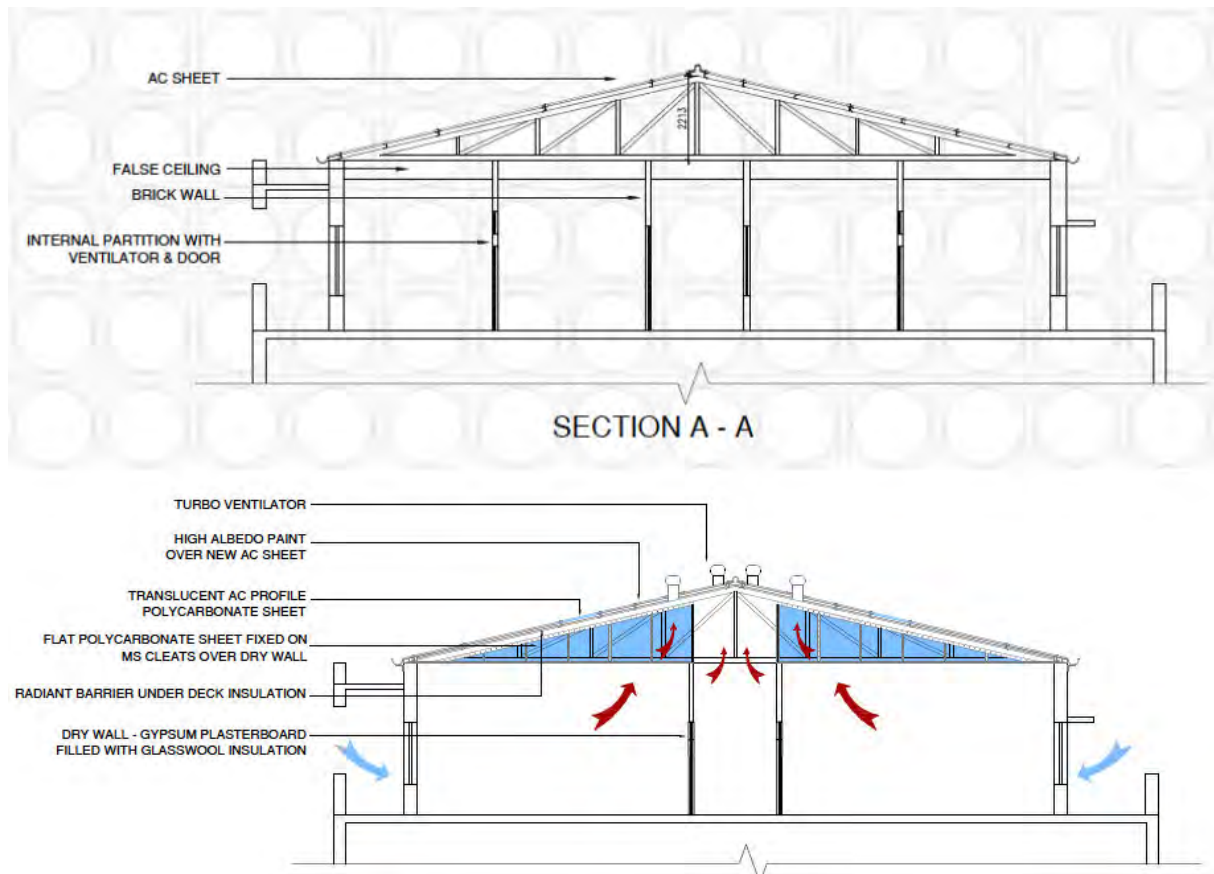 AC SHEET
2213
FALSE CEILING
BRICK WALL
INTERNAL PARTITION WITH
VENTILATOR & DOOR
SECTION A - A
TURBO VENTILATOR
HIGH ALBEDO PAINT
OVER NEW AC SHEET
TRANSLUCENT AC PROFILE
POLYCARBONATE SHEET
FLAT POLYCARBONATE SHEET FIXED ON
MS CLEATS OVER DRY WALL
RADIANT BARRIER UNDER DECK INSULATION
DRY WALL - GYPSUM PLASTERBOARD
FILLED WITH GLASSWOOL INSULATION